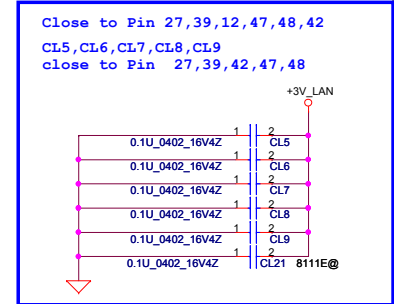 Close to Pin 27,39,12,47,48,42
CL5,CL6,CL7,CL8,CL9
close to Pin 27,39,42,47,48
+3V_LAN
1 2
0.1U_0402_16V4Z CL5
1 2
0.1U_0402_16V4Z CL6
1 2
0.1U_0402_16V4Z CL7
1 2
0.1U_0402_16V4Z CL8
1 2
0.1U_0402_16V4Z CL9
1 2
0.1U_0402_16V4Z CL21 8111E@